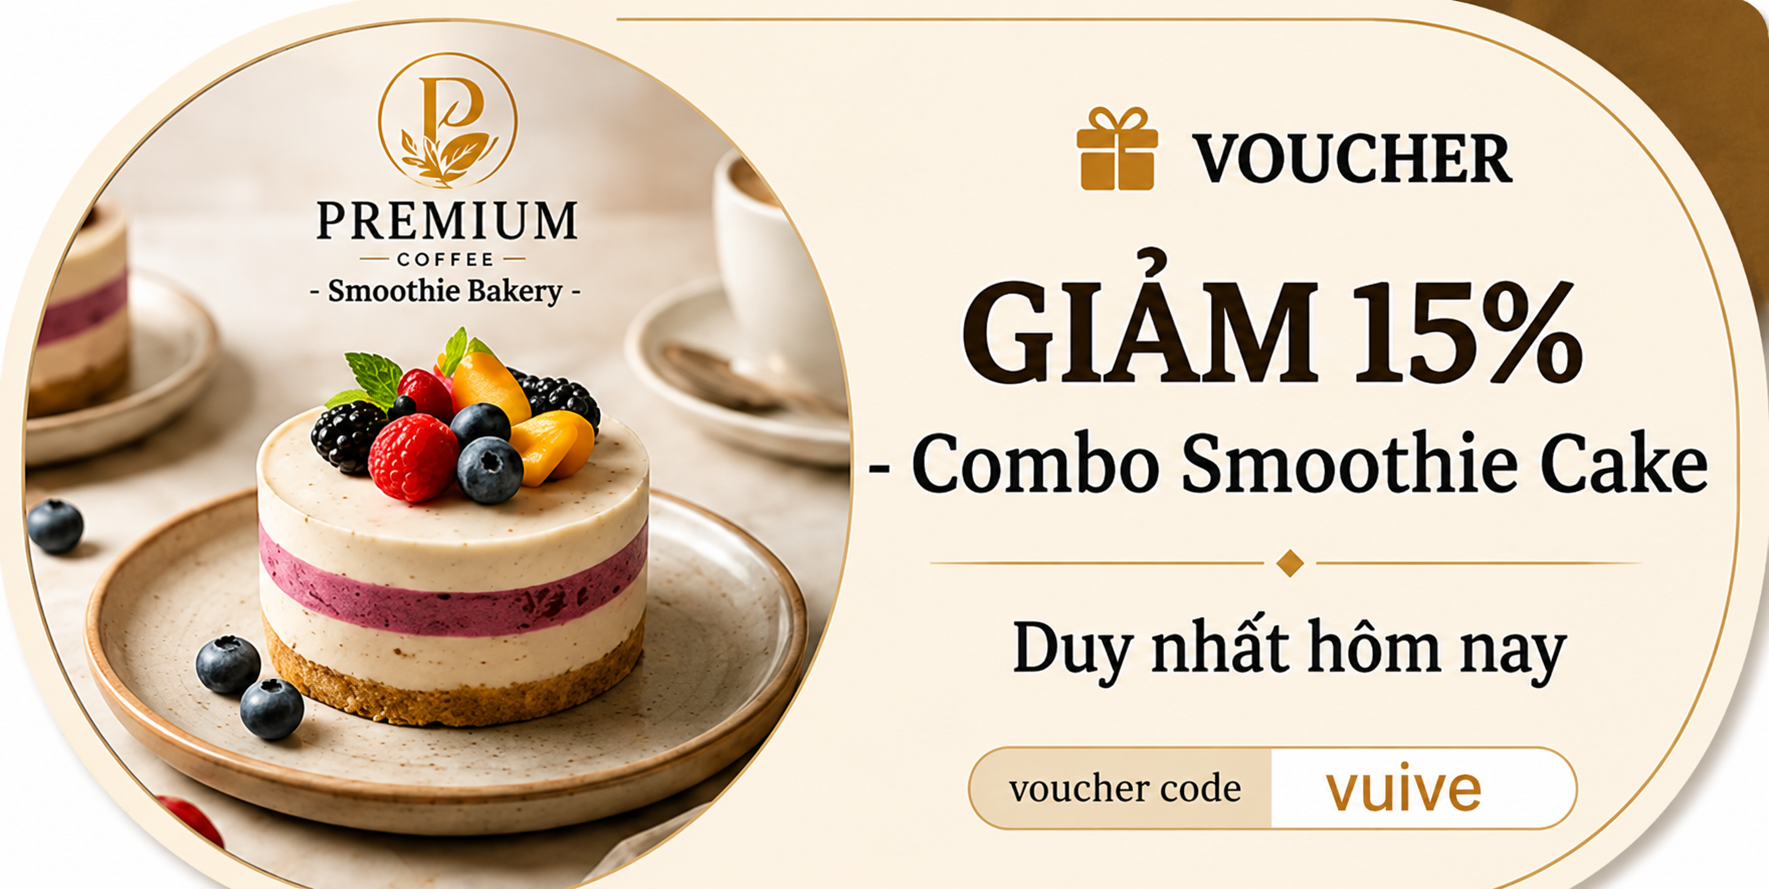 PREMIUM
COFFEE
- Smoothie Bakery -
VOUCHER
GIẢM 15%
- Combo Smoothie Cake
Duy nhất hôm nay
voucher code vuive